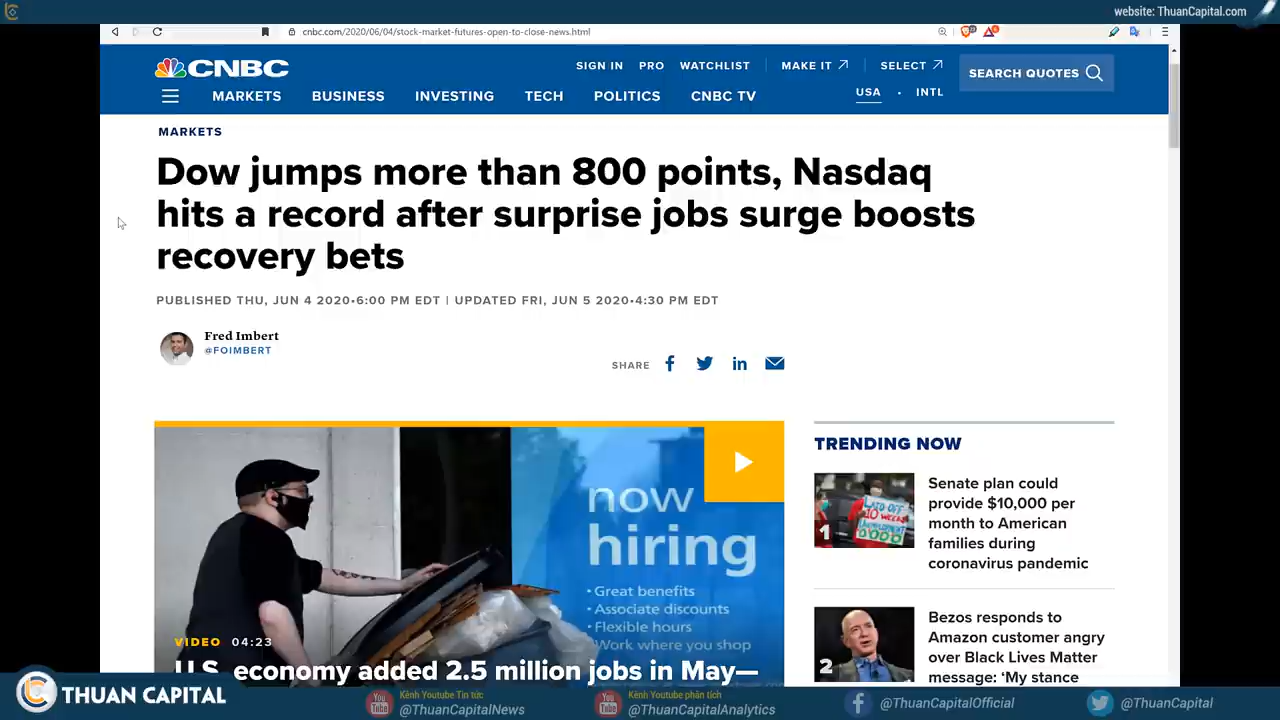 website: ThuanCapital.com
cnbc.com/2020/06/04/stock-market-futures-open-to-close-news.html
CNBC
SIGN IN PRO WATCHLIST MAKE IT SELECT
SEARCH QUOTES
USA • INTL
MARKETS BUSINESS INVESTING TECH POLITICS CNBC TV
MARKETS
Dow jumps more than 800 points, Nasdaq
hits a record after surprise jobs surge boosts
recovery bets
PUBLISHED THU, JUN 4 2020•6:00 PM EDT | UPDATED FRI, JUN 5 2020•4:30 PM EDT
Fred Imbert
@FOIMBERT
SHARE
now
hiring
• Great benefits
• Associate discounts
• Flexible hours
Work where you shop
VIDEO 04:23
U.S. economy added 2.5 million jobs in May—
TRENDING NOW
1
Senate plan could
provide $10,000 per
month to American
families during
coronavirus pandemic
2
Bezos responds to
Amazon customer angry
over Black Lives Matter
message: ‘My stance
THUAN CAPITAL
Kênh Youtube Tin tức
@ThuanCapitalNews
Kênh Youtube phân tích
@ThuanCapitalAnalytics
@ThuanCapitalOfficial
@ThuanCapital